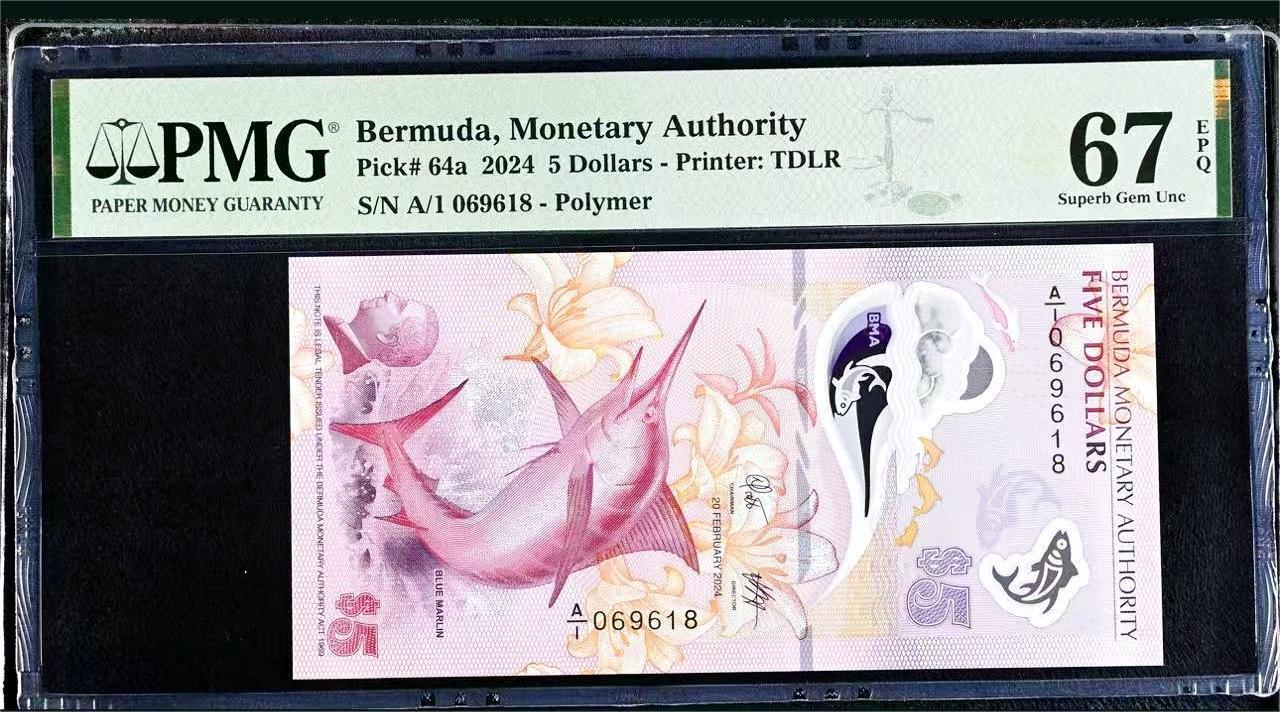 PMG®
PAPER MONEY GUARANTY
Bermuda, Monetary Authority
Pick# 64a 2024 5 Dollars - Printer: TDLR
S/N A/1 069618 - Polymer
67
EPQ
Superb Gem Unc
BERMUDA MONETARY AUTHORITY
FIVE DOLLARS
A/1 069618
BMA
$5
CHAIRMAN
DIRECTOR
20 FEBRUARY 2024
A/1 069618
BLUE MARLIN
$5
THIS NOTE IS LEGAL TENDER ISSUED UNDER THE BERMUDA MONETARY AUTHORITY ACT 1969